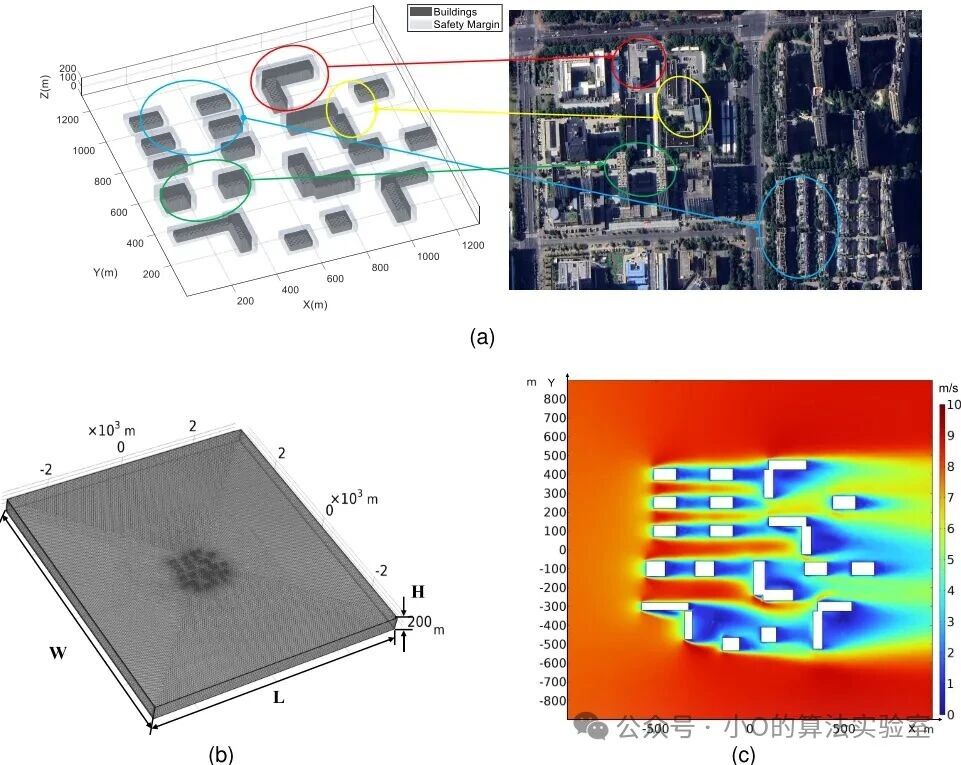 Buildings
Safety Margin
Z(m)
200
100
0
1200
1000
800
600
400
200
Y(m)
200
400
600
800
1000
1200
X(m)
(a)
×10³ m
-2
0
2
2
×10³ m
0
-2
H
200 m
W
L
(b)
m Y
800
700
600
500
400
300
200
100
0
-100
-200
-300
-400
-500
-600
-700
-800
-500
0
500
X m
m/s
10
9
8
7
6
5
4
3
2
1
0
公众号 · 小O的算法实验室
(c)